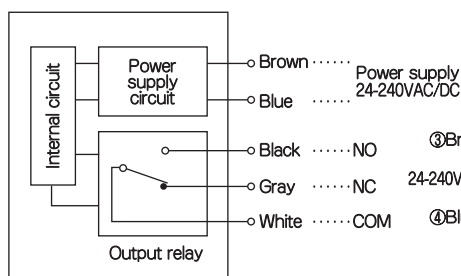 Internal circuit
Power
supply
circuit
Brown ······ Power supply
24-240VAC/DC
Blue ······
Black ······ NO
③Br
Gray ······ NC
24-240V
White ······ COM
④Bl
Output relay